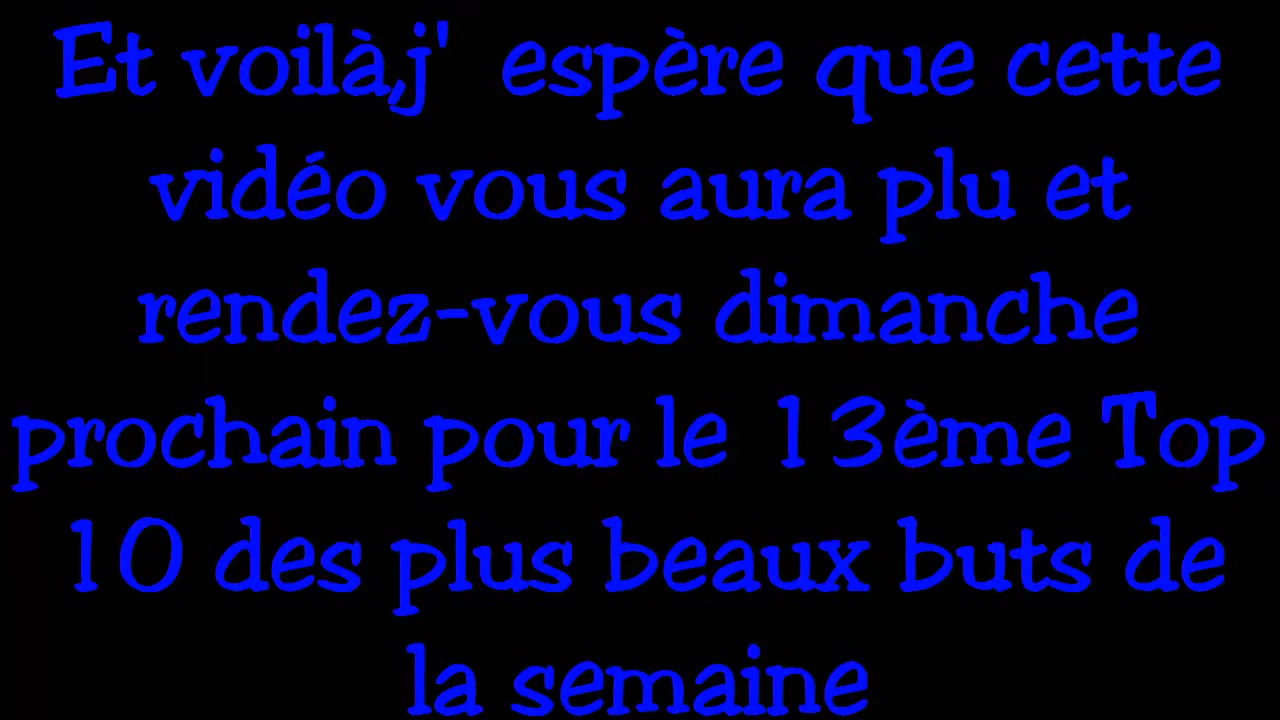 Et voilà,j' espère que cette
vidéo vous aura plu et
rendez-vous dimanche
prochain pour le 13ème Top
10 des plus beaux buts de
la semaine